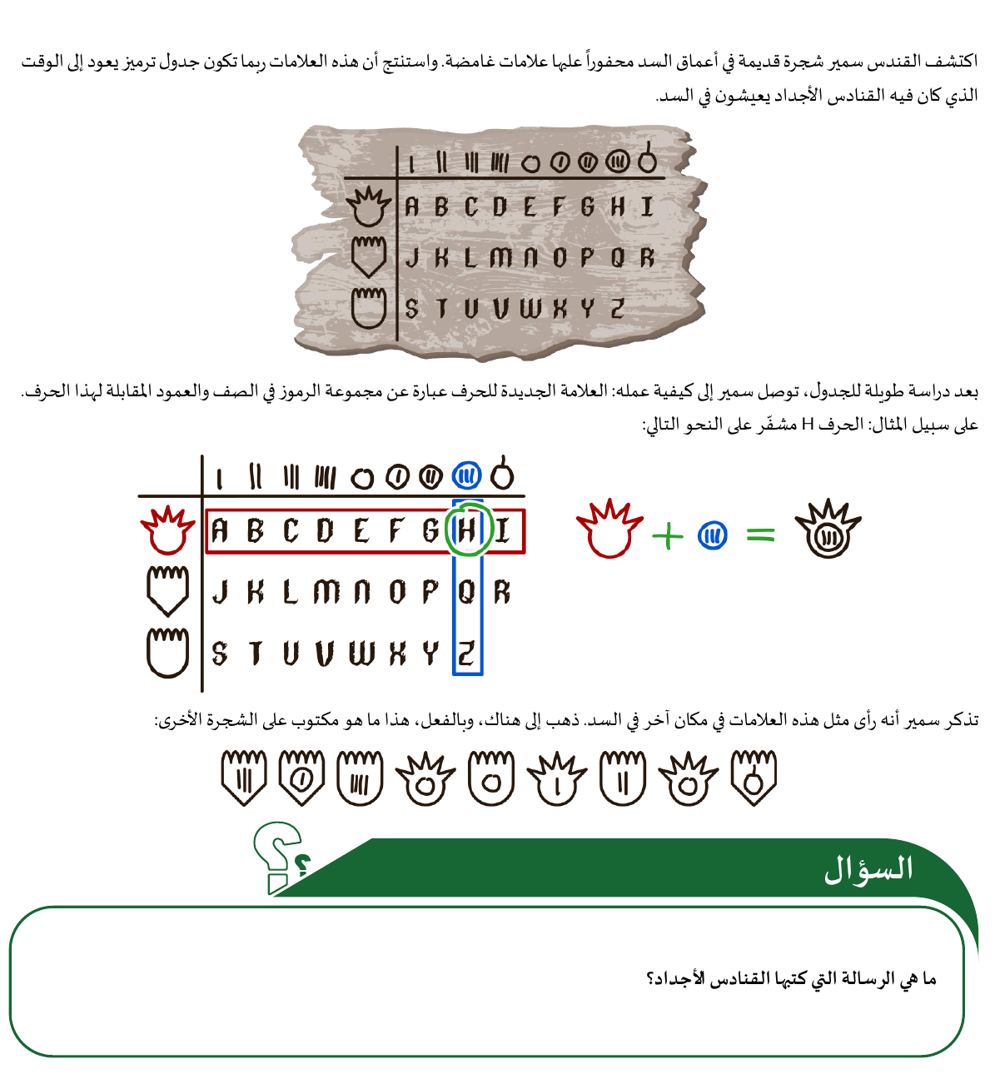 اكتشف القندس سمير شجرة قديمة في أعماق السد محفوراً عليها علامات غامضة. واستنتج أن هذه العلامات ربما تكون جدول ترميز يعود إلى الوقت
الذي كان فيه القنادس الأجداد يعيشون في السد.
A B C D E F G H I
J K L M N O P Q R
S T U V W X Y Z
بعد دراسة طويلة للجدول، توصل سمير إلى كيفية عمله: العلامة الجديدة للحرف عبارة عن مجموعة الرموز في الصف والعمود المقابلة لهذا الحرف.
على سبيل المثال: الحرف H مشفّر على النحو التالي:
A B C D E F G H I
J K L M N O P Q R
S T U V W X Y Z
+ =
تذكر سمير أنه رأى مثل هذه العلامات في مكان آخر في السد. ذهب إلى هناك، وبالفعل، هذا ما هو مكتوب على الشجرة الأخرى:
؟؟
السؤال
ما هي الرسالة التي كتبها القنادس الأجداد؟